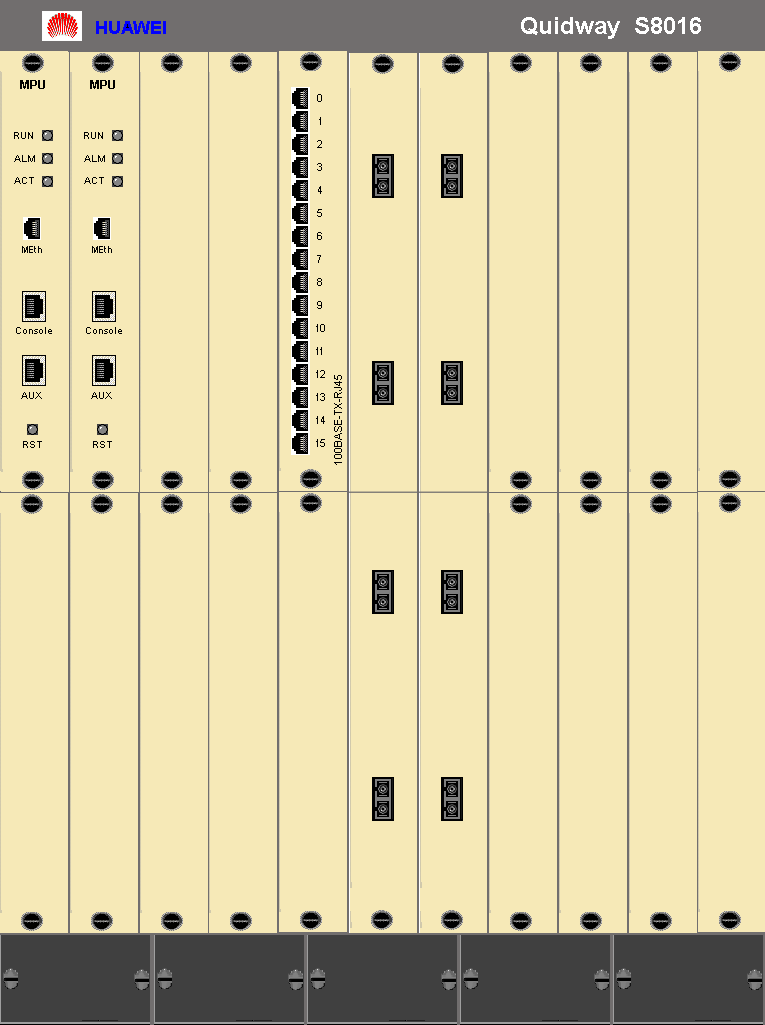 HUAWEI
Quidway S8016
MPU
RUN
ALM
ACT
MEth
Console
AUX
RST
MPU
RUN
ALM
ACT
MEth
Console
AUX
RST
0
1
2
3
4
5
6
7
8
9
10
11
12
13
14
15
100BASE-TX-RJ45